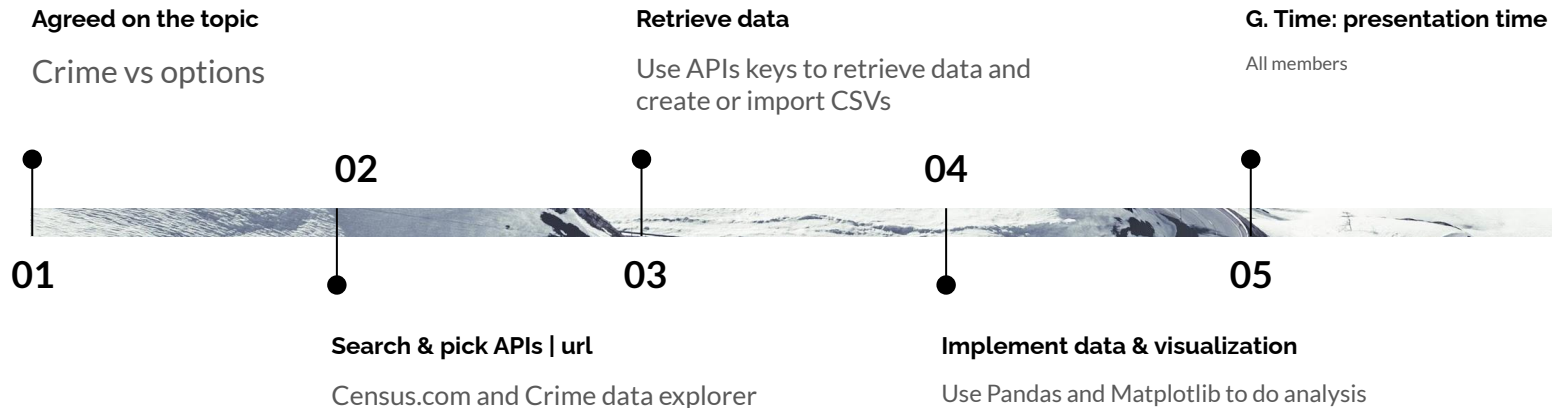 Agreed on the topic
Crime vs options
01
02
Search & pick APIs | url
Census.com and Crime data explorer
Retrieve data
Use APIs keys to retrieve data and
create or import CSVs
03
04
Implement data & visualization
Use Pandas and Matplotlib to do analysis
G. Time: presentation time
All members
05